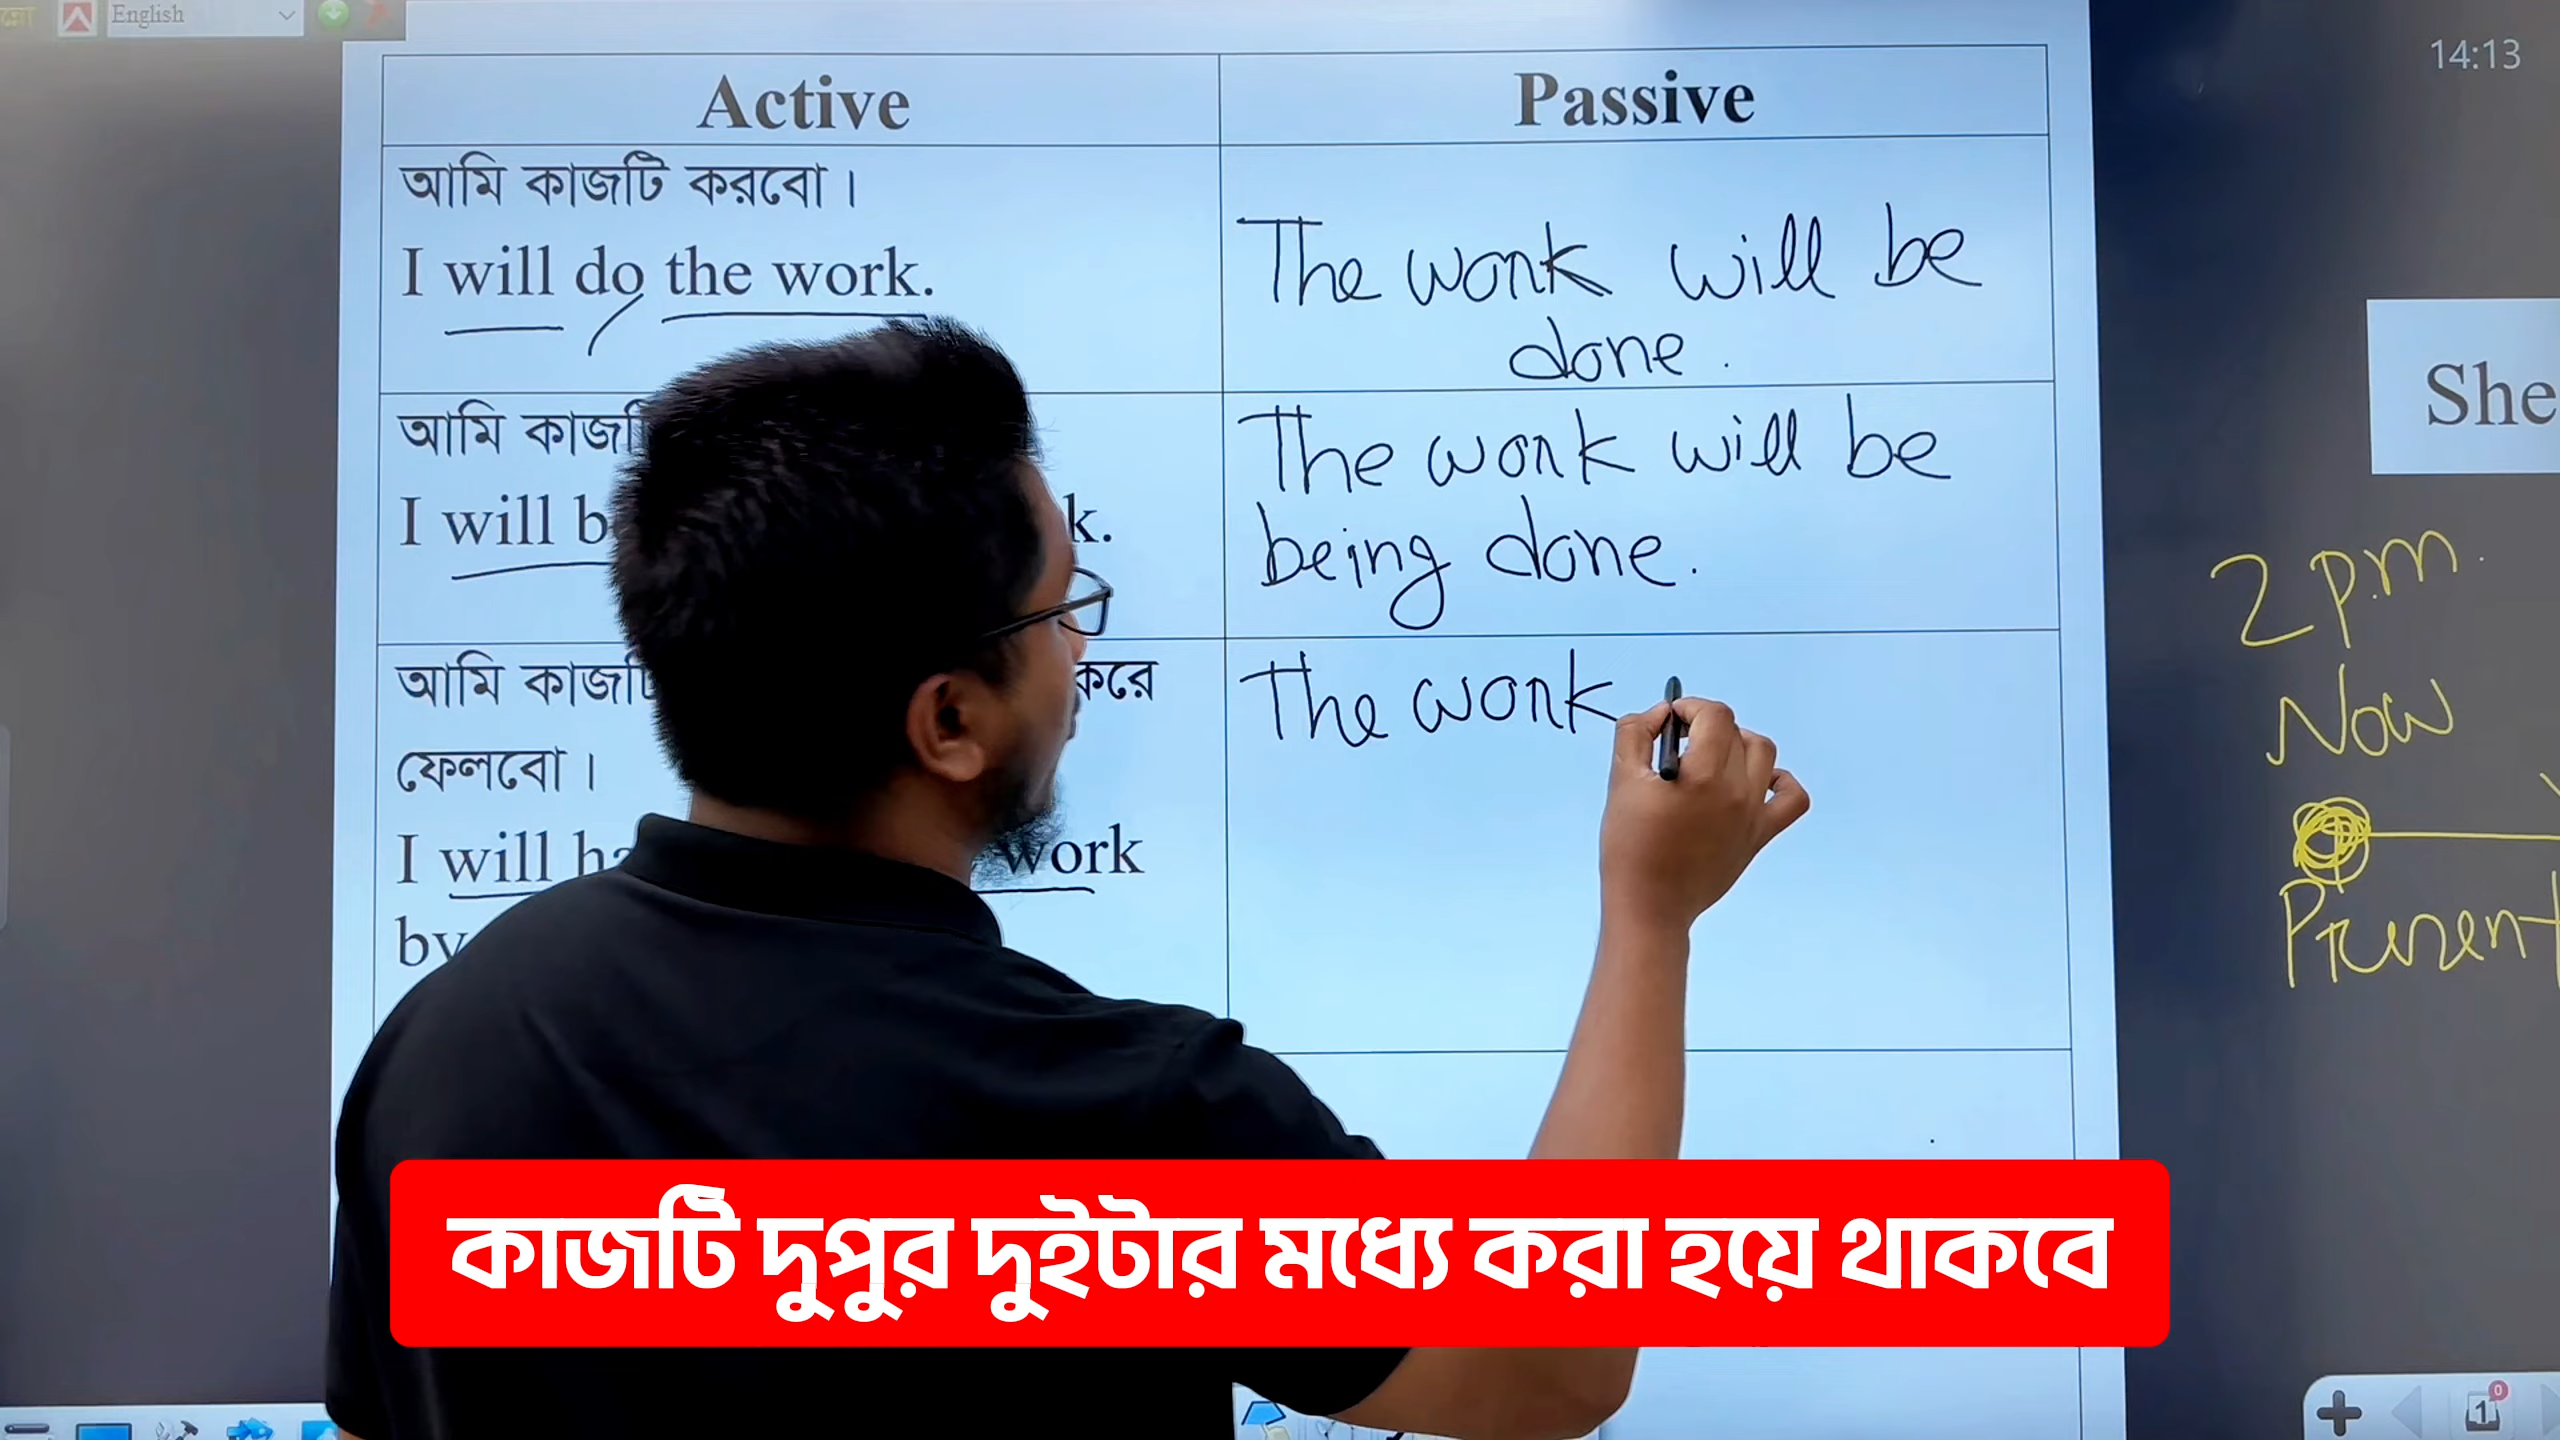 English
14:13
Active
Passive
আমি কাজটি করবো।
I will do the work.
The work will be
done.
আমি
I will
k.
The work will be
being done.
আমি
করে
ফেলবো।
I will
work
by
The work
She
2 p.m.
Now
Present
কাজটি দুপুর দুইটার মধ্যে করা হয়ে থাকবে
1
0